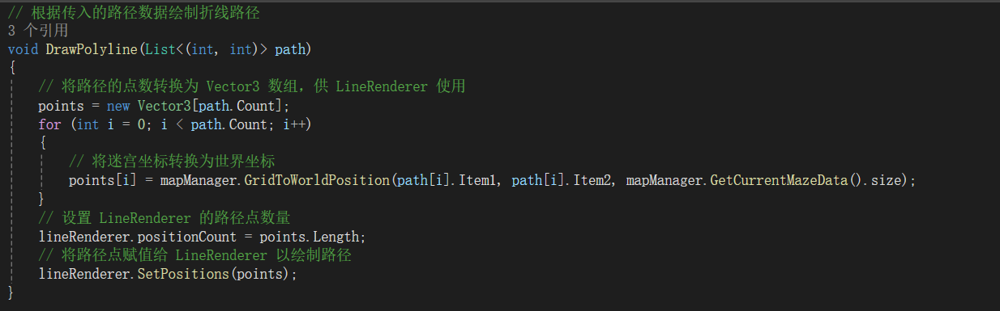 // 根据传入的路径数据绘制折线路径
3 个引用
void DrawPolyline(List<(int, int)> path)
{
    // 将路径的点数转换为 Vector3 数组，供 LineRenderer 使用
    points = new Vector3[path.Count];
    for (int i = 0; i < path.Count; i++)
    {
        // 将迷宫坐标转换为世界坐标
        points[i] = mapManager.GridToWorldPosition(path[i].Item1, path[i].Item2, mapManager.GetCurrentMazeData().size);
    }
    // 设置 LineRenderer 的路径点数量
    lineRenderer.positionCount = points.Length;
    // 将路径点赋值给 LineRenderer 以绘制路径
    lineRenderer.SetPositions(points);
}